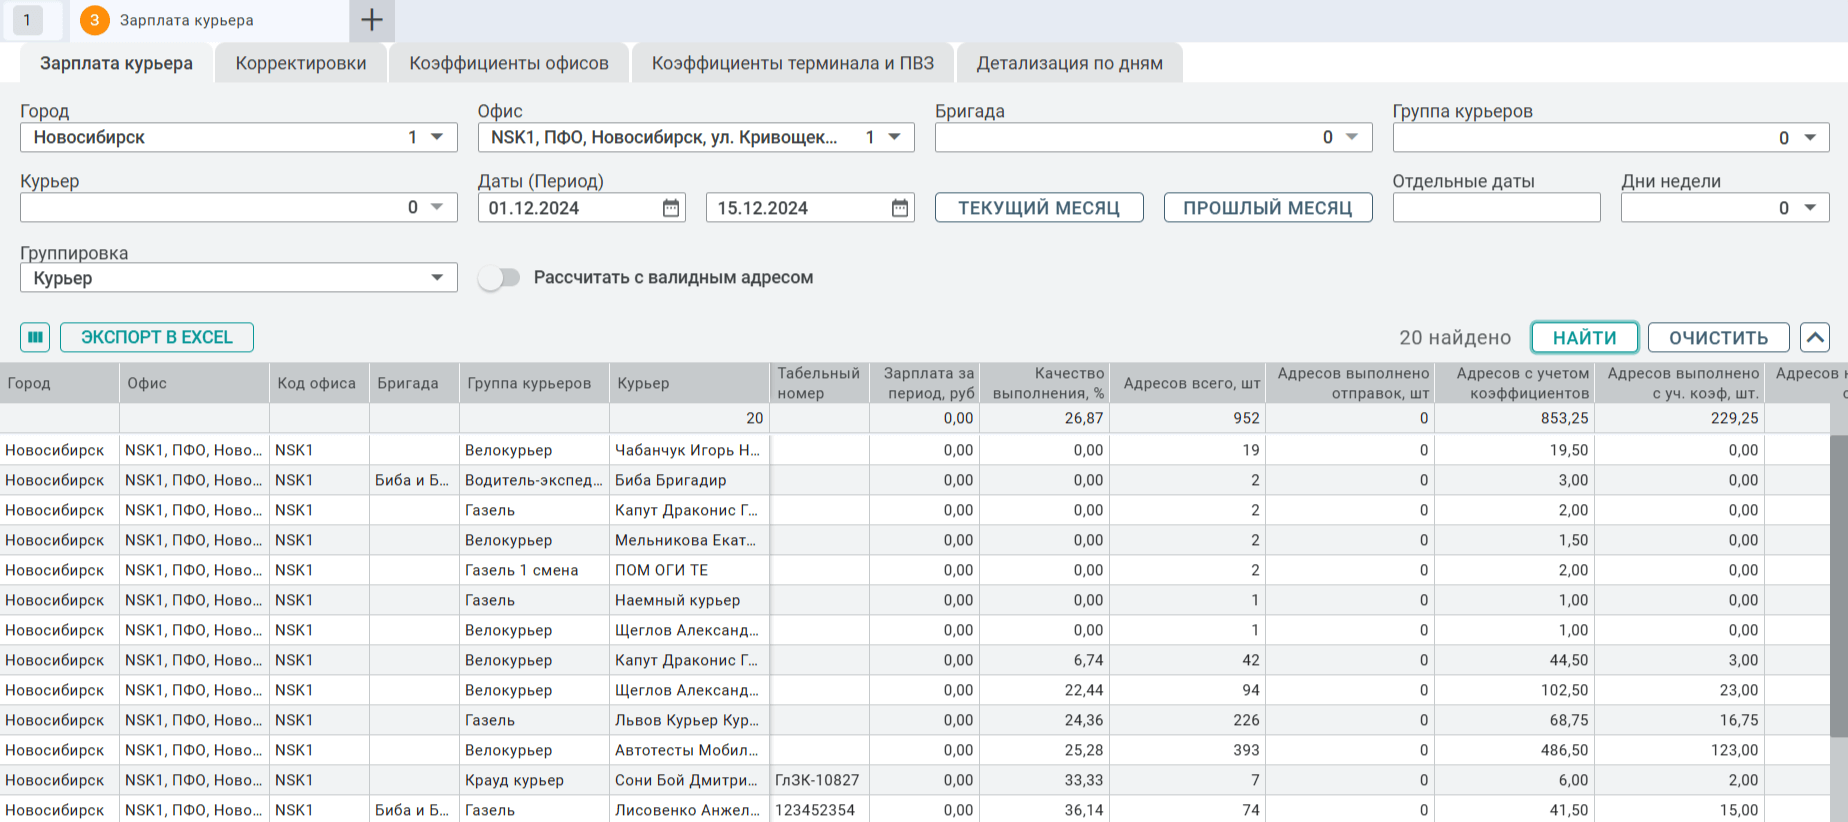 1
3 Зарплата курьера +
Зарплата курьера Корректировки Коэффициенты офисов Коэффициенты терминала и ПВЗ Детализация по дням
Город Офис Бригада Группа курьеров
Новосибирск 1 NSK1, ПФО, Новосибирск, ул. Кривощек... 1 0 0
Курьер Даты (Период) Отдельные даты Дни недели
0 01.12.2024 15.12.2024 ТЕКУЩИЙ МЕСЯЦ ПРОШЛЫЙ МЕСЯЦ 0
Группировка
Курьер Рассчитать с валидным адресом
ЭКСПОРТ В EXCEL 20 найдено НАЙТИ ОЧИСТИТЬ
Город Офис Код офиса Бригада Группа курьеров Курьер Табельный номер Зарплата за период, руб Качество выполнения, % Адресов всего, шт Адресов выполнено отправок, шт Адресов с учетом коэффициентов Адресов выполнено с уч. коэф, шт. Адресов
20 0,00 26,87 952 0 853,25 229,25
Новосибирск NSK1, ПФО, Ново... NSK1 Велокурьер Чабанчук Игорь Н... 0,00 0,00 19 0 19,50 0,00
Новосибирск NSK1, ПФО, Ново... NSK1 Биба и Б... Водитель-экспед... Биба Бригадир 0,00 0,00 2 0 3,00 0,00
Новосибирск NSK1, ПФО, Ново... NSK1 Газель Капут Драконис Г... 0,00 0,00 2 0 2,00 0,00
Новосибирск NSK1, ПФО, Ново... NSK1 Велокурьер Мельникова Екат... 0,00 0,00 2 0 1,50 0,00
Новосибирск NSK1, ПФО, Ново... NSK1 Газель 1 смена ПОМ ОГИ ТЕ 0,00 0,00 2 0 2,00 0,00
Новосибирск NSK1, ПФО, Ново... NSK1 Газель Наемный курьер 0,00 0,00 1 0 1,00 0,00
Новосибирск NSK1, ПФО, Ново... NSK1 Велокурьер Щеглов Александ... 0,00 0,00 1 0 1,00 0,00
Новосибирск NSK1, ПФО, Ново... NSK1 Велокурьер Капут Драконис Г... 0,00 6,74 42 0 44,50 3,00
Новосибирск NSK1, ПФО, Ново... NSK1 Велокурьер Щеглов Александ... 0,00 22,44 94 0 102,50 23,00
Новосибирск NSK1, ПФО, Ново... NSK1 Газель Львов Курьер Кур... 0,00 24,36 226 0 68,75 16,75
Новосибирск NSK1, ПФО, Ново... NSK1 Велокурьер Автотесты Мобил... 0,00 25,28 393 0 486,50 123,00
Новосибирск NSK1, ПФО, Ново... NSK1 Крауд курьер Сони Бой Дмитри... ГлЗК-10827 0,00 33,33 7 0 6,00 2,00
Новосибирск NSK1, ПФО, Ново... NSK1 Биба и Б... Газель Лисовенко Анжел... 123452354 0,00 36,14 74 0 41,50 15,00